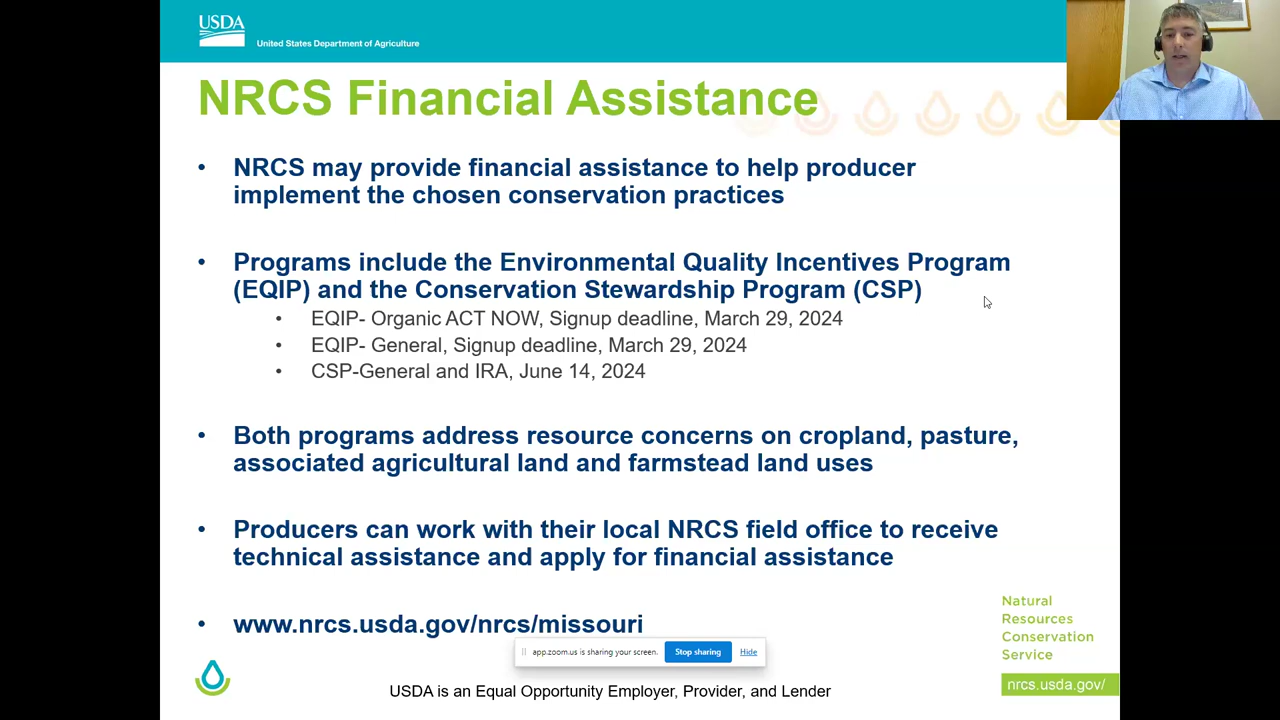 USDA
United States Department of Agriculture
NRCS Financial Assistance
• NRCS may provide financial assistance to help producer
implement the chosen conservation practices
• Programs include the Environmental Quality Incentives Program
(EQIP) and the Conservation Stewardship Program (CSP)
• EQIP- Organic ACT NOW, Signup deadline, March 29, 2024
• EQIP- General, Signup deadline, March 29, 2024
• CSP-General and IRA, June 14, 2024
• Both programs address resource concerns on cropland, pasture,
associated agricultural land and farmstead land uses
• Producers can work with their local NRCS field office to receive
technical assistance and apply for financial assistance
• www.nrcs.usda.gov/nrcs/missouri
app.zoom.us is sharing your screen. Stop sharing Hide
Natural
Resources
Conservation
Service
nrcs.usda.gov/
USDA is an Equal Opportunity Employer, Provider, and Lender